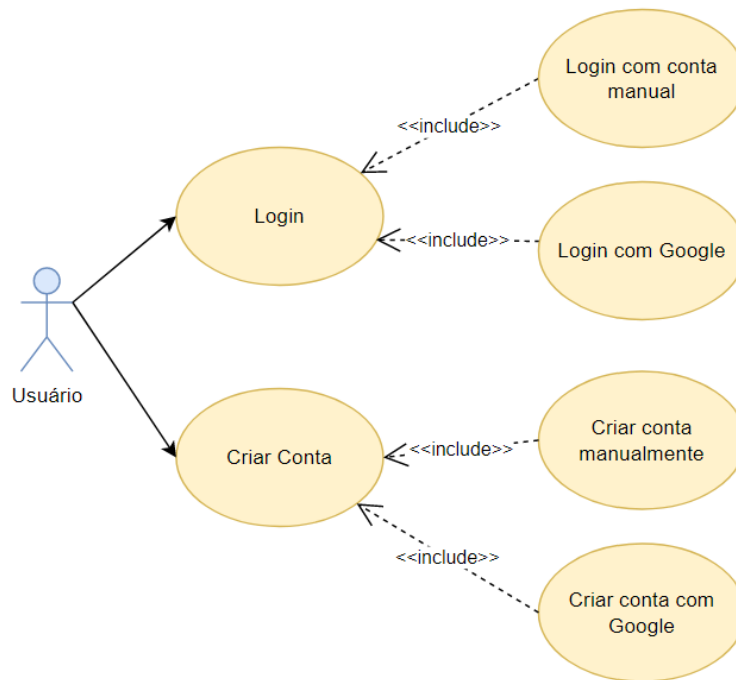 Login com conta
manual
<<include>>
Login
<<include>>
Login com Google
Usuário
Criar Conta
<<include>>
Criar conta
manualmente
<<include>>
Criar conta com
Google